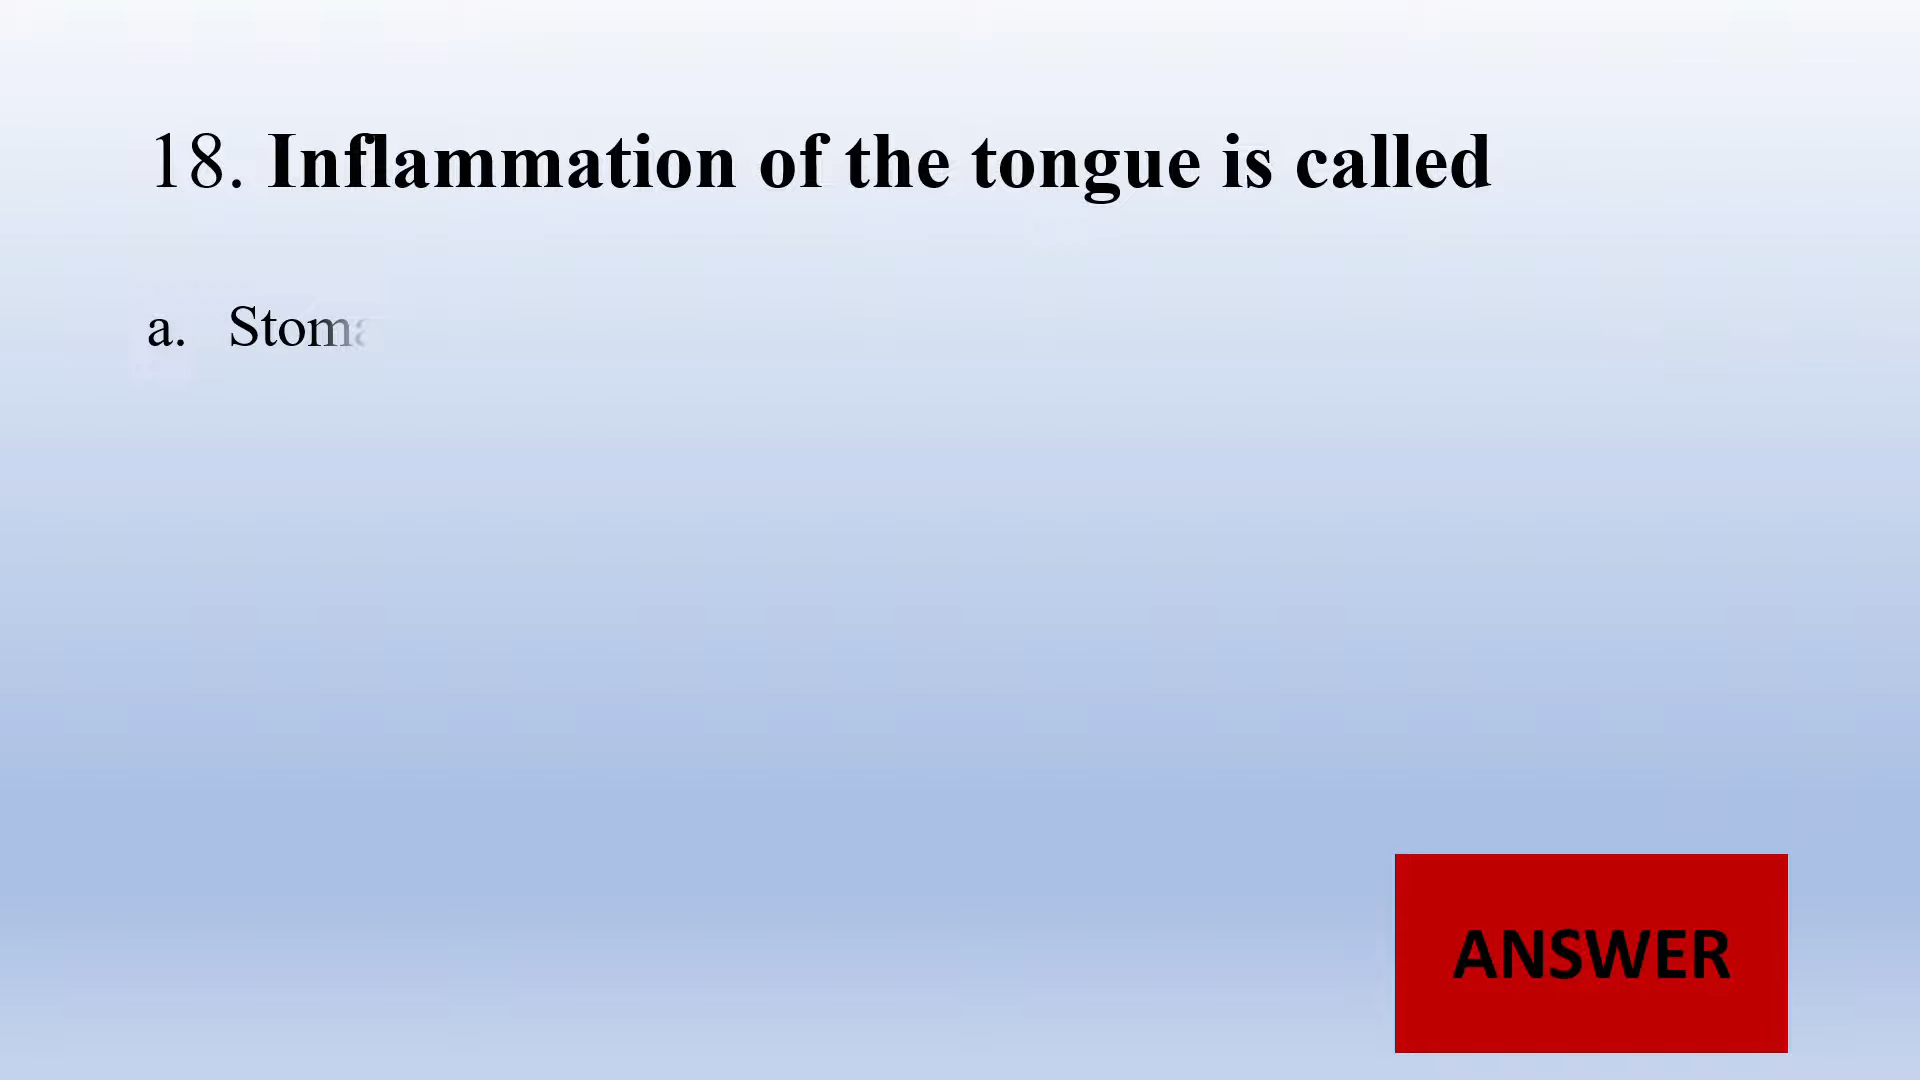 18. Inflammation of the tongue is called
a. Stoma
ANSWER